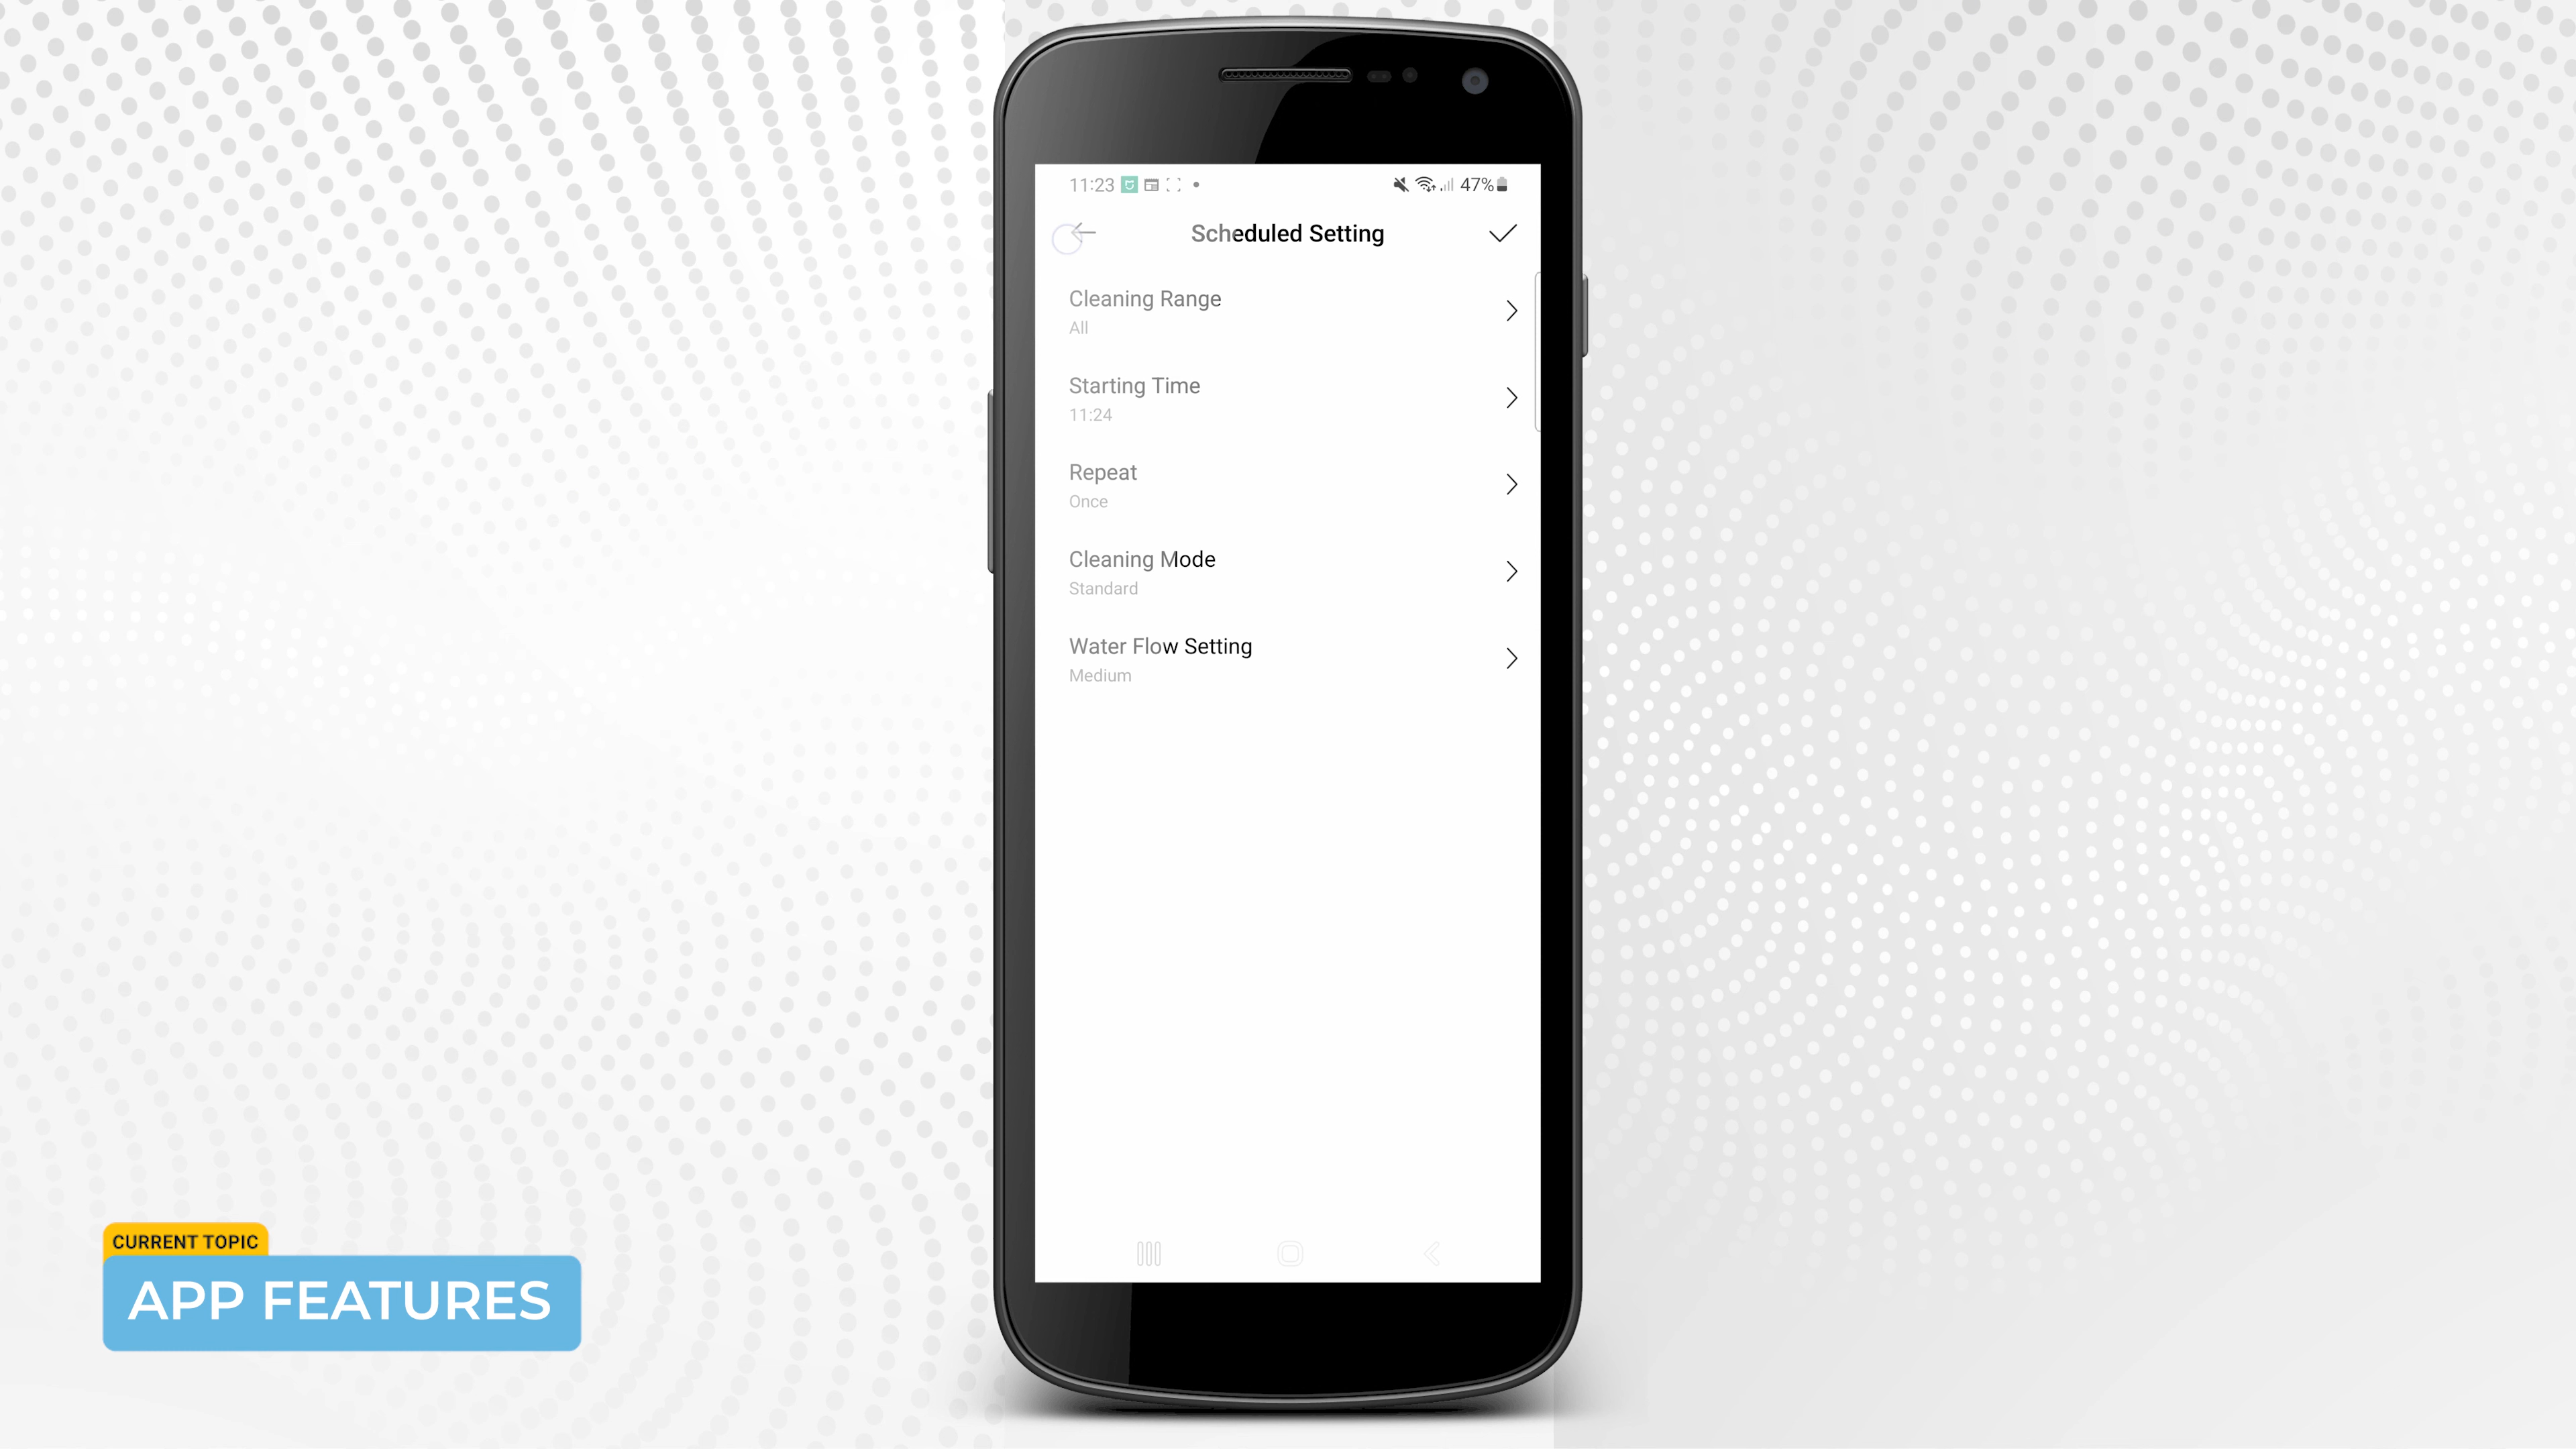 11:23
47%
Scheduled Setting
Cleaning Range
All
Starting Time
11:24
Repeat
Once
Cleaning Mode
Standard
Water Flow Setting
Medium
CURRENT TOPIC
APP FEATURES